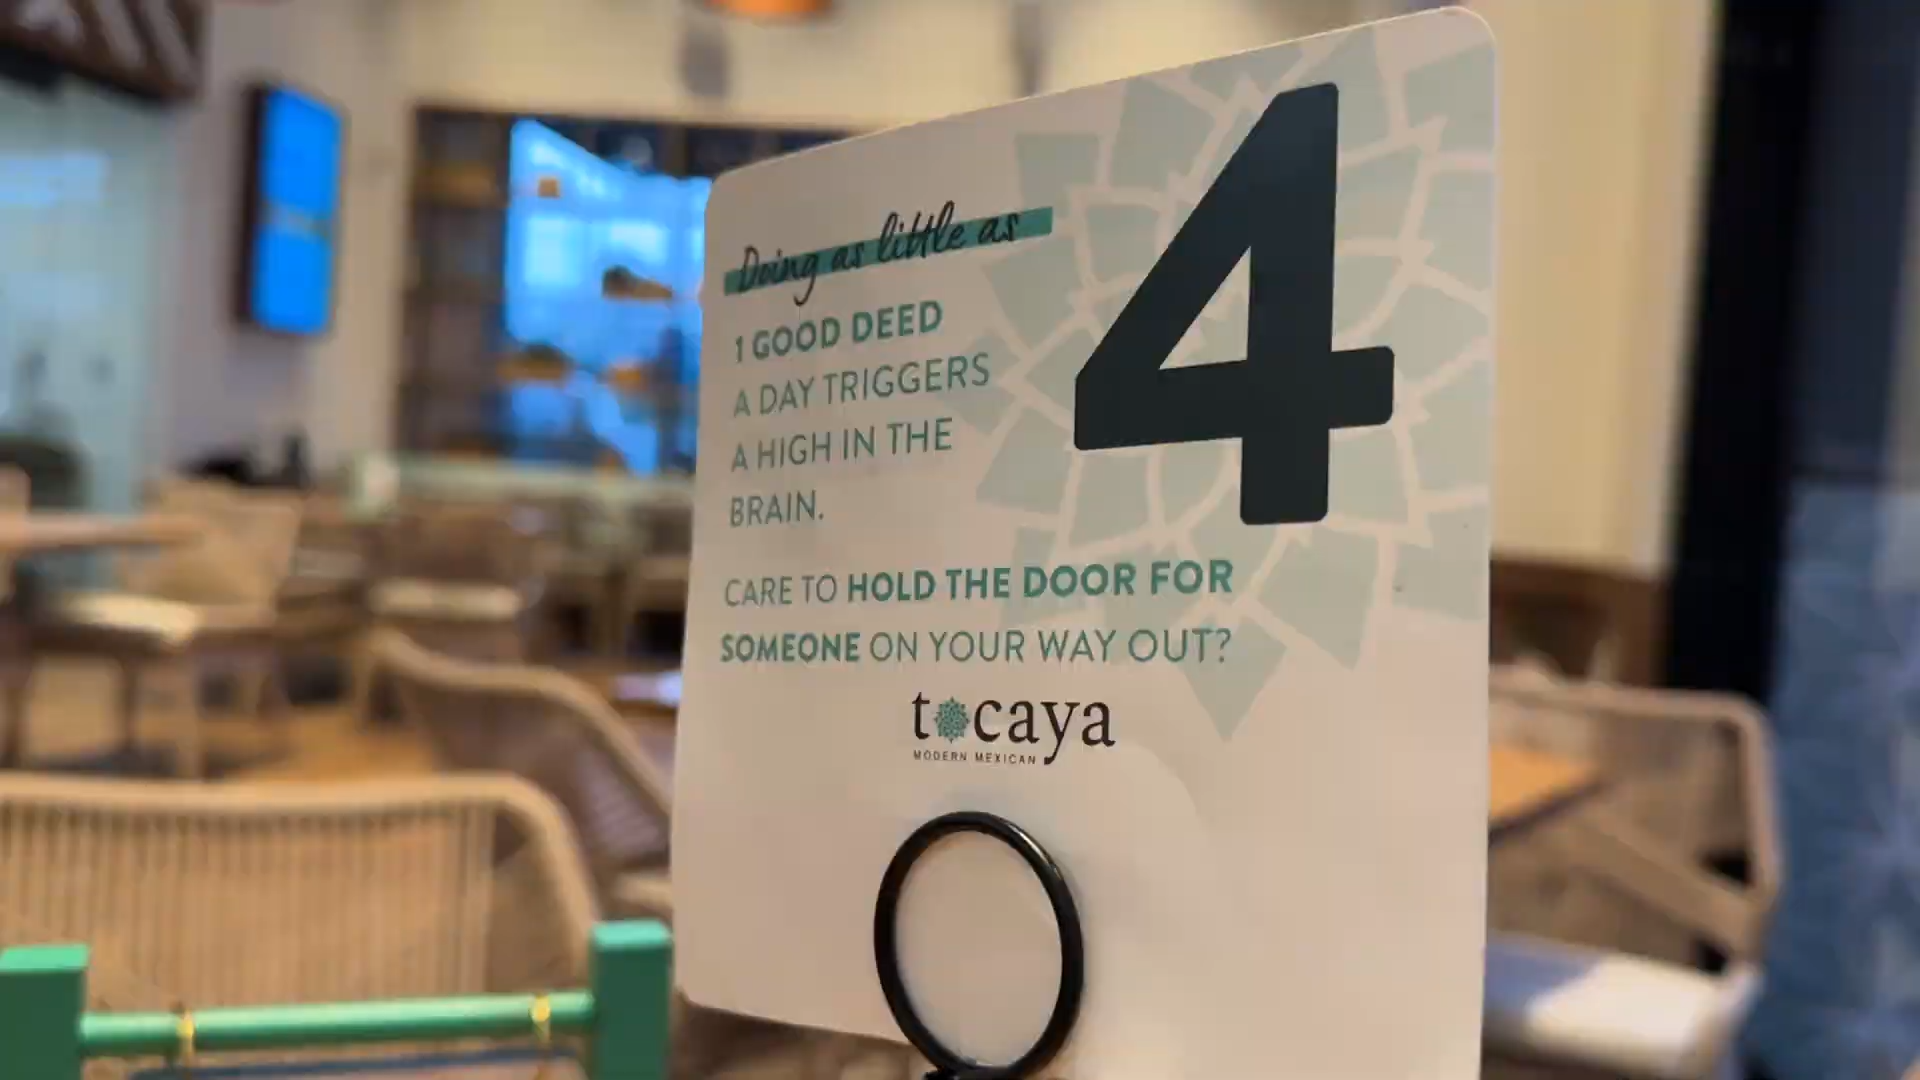 Doing as little as
1 GOOD DEED
A DAY TRIGGERS
A HIGH IN THE
BRAIN.
4
CARE TO HOLD THE DOOR FOR
SOMEONE ON YOUR WAY OUT?
tocaya
MODERN MEXICAN